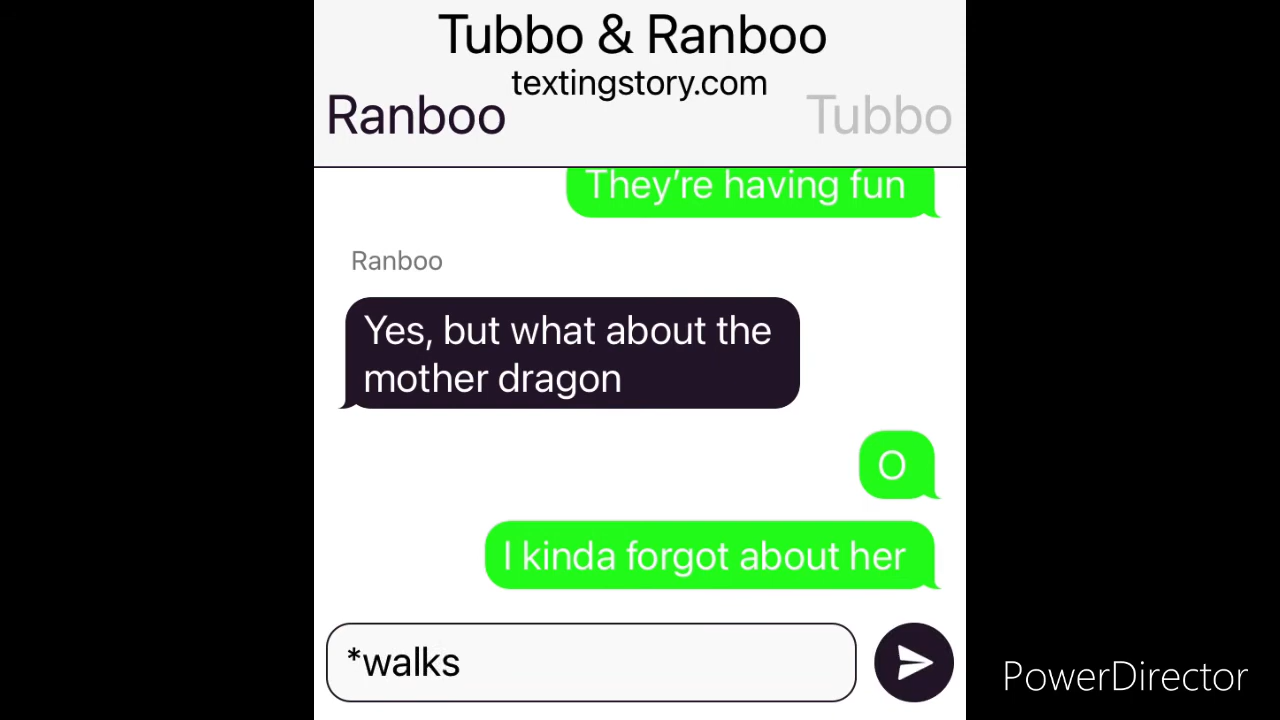 Tubbo & Ranboo
textingstory.com
Ranboo
Tubbo
They’re having fun
Ranboo
Yes, but what about the
mother dragon
O
I kinda forgot about her
*walks
PowerDirector